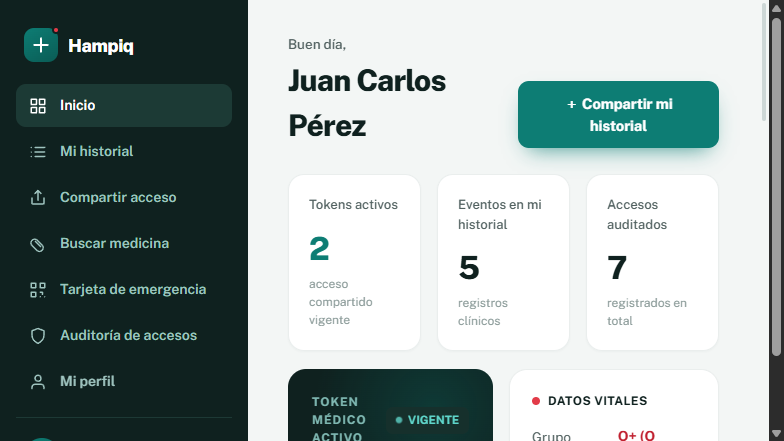 Hampiq
Inicio
Mi historial
Compartir acceso
Buscar medicina
Tarjeta de emergencia
Auditoría de accesos
Mi perfil
Buen día,
Juan Carlos
Pérez
+ Compartir mi
historial
Tokens activos
2
acceso
compartido
vigente
Eventos en mi
historial
5
registros
clínicos
Accesos
auditados
7
registrados en
total
TOKEN
MÉDICO
ACTIVO
VIGENTE
DATOS VITALES
Grupo
O+ (O